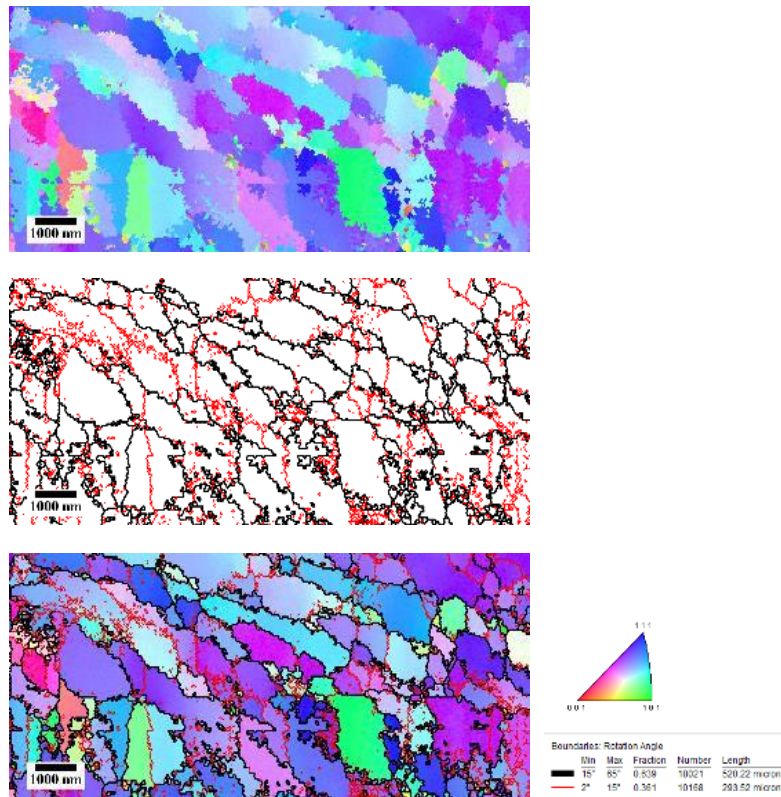 1000 nm
1000 nm
1 1 1
0 0 1
1 0 1
1000 nm
Boundaries: Rotation Angle
Min Max Fraction Number Length
15° 65° 0.639 18021 520.22 micron
2° 15° 0.361 10168 293.52 micron